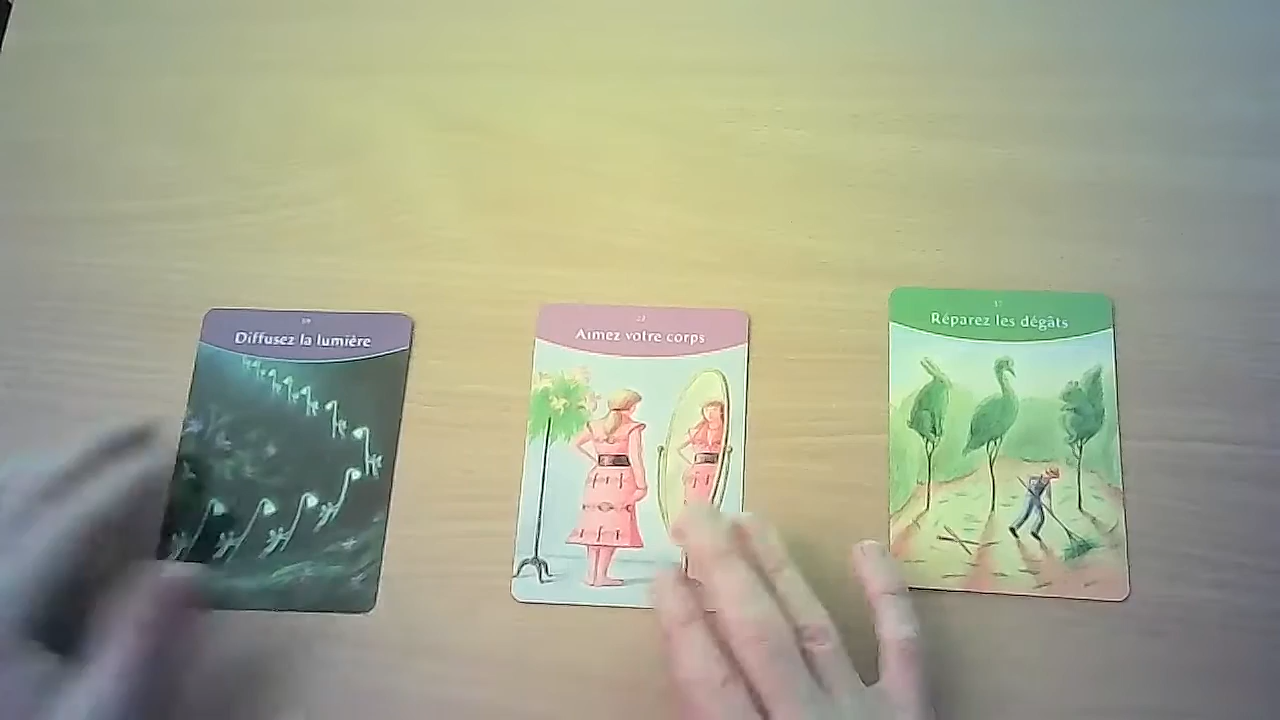 Diffusez la lumière
Aimez votre corps
Réparez les dégâts